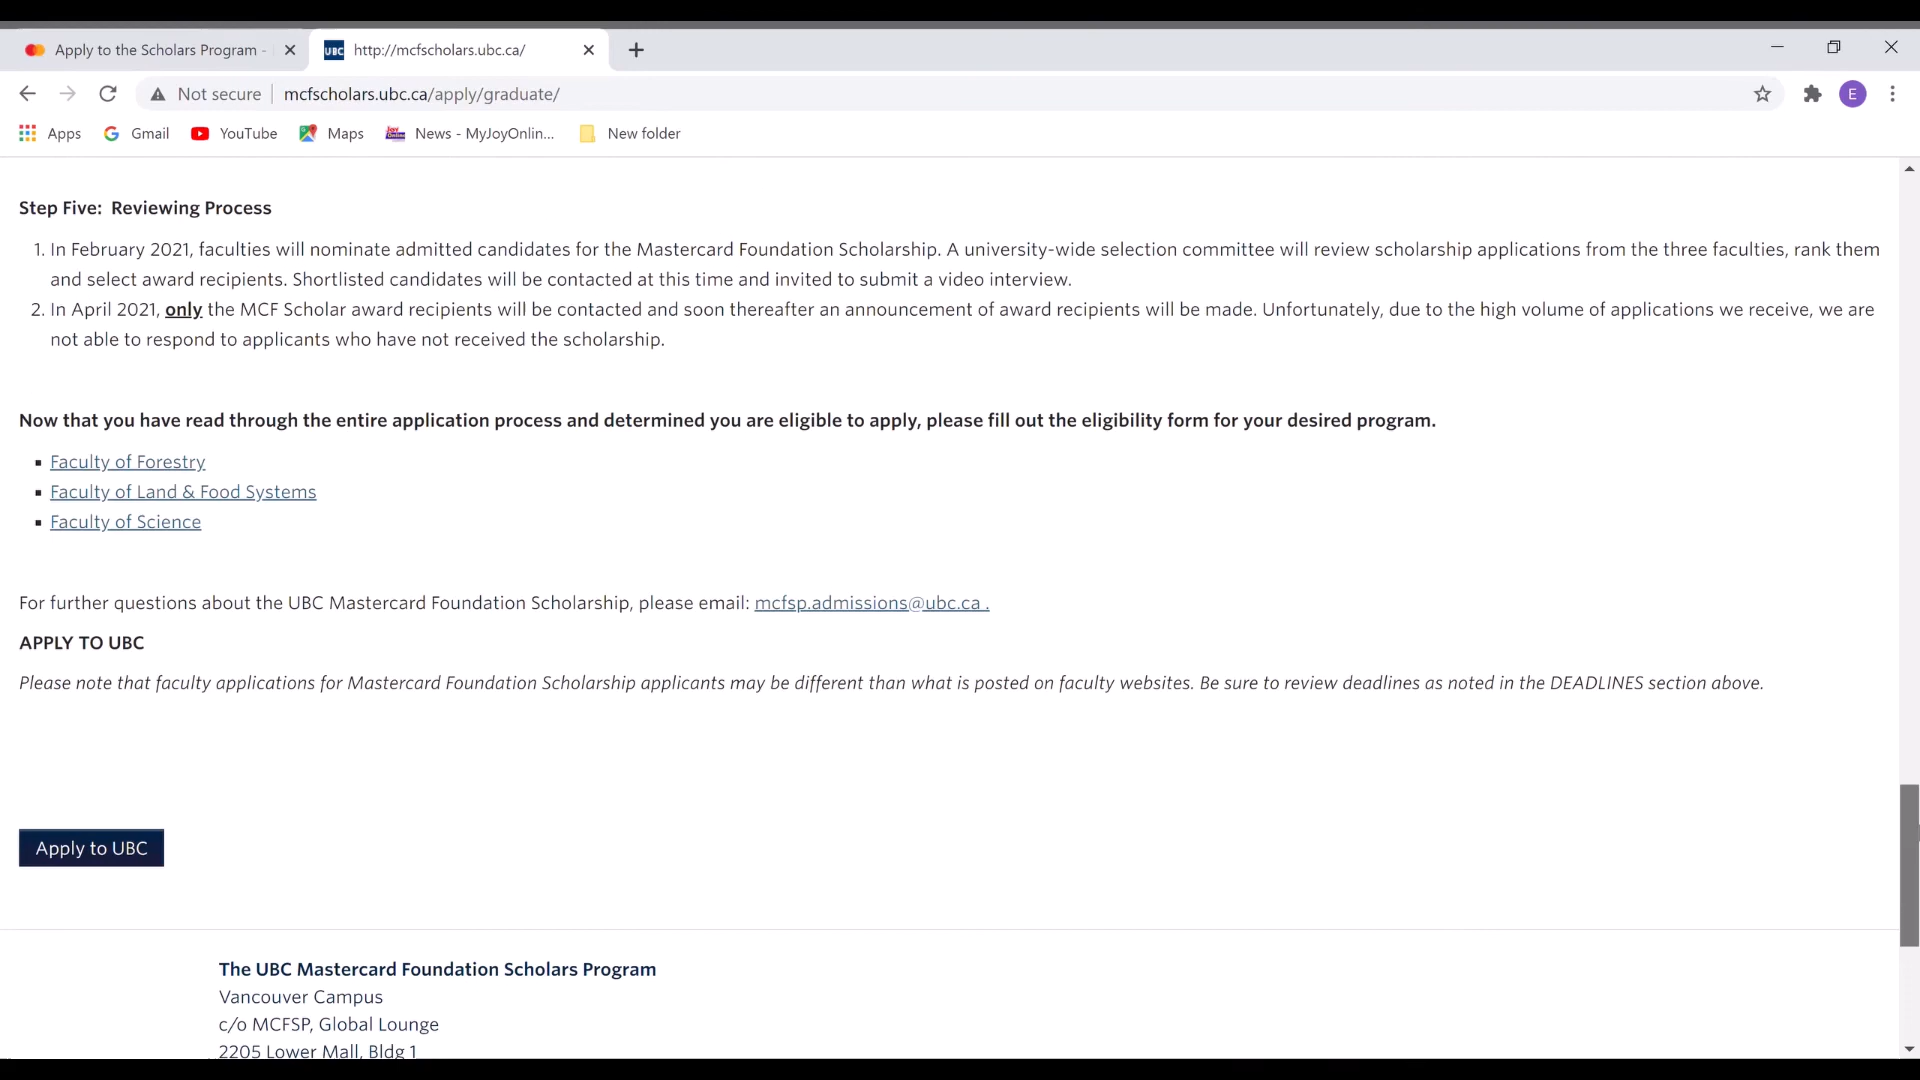 Apply to the Scholars Program -
UBC http://mcfscholars.ubc.ca/
Not secure mcfscholars.ubc.ca/apply/graduate/ E
Apps Gmail YouTube Maps News - MyJoyOnlin... New folder
Step Five: Reviewing Process
1. In February 2021, faculties will nominate admitted candidates for the Mastercard Foundation Scholarship. A university-wide selection committee will review scholarship applications from the three faculties, rank them
and select award recipients. Shortlisted candidates will be contacted at this time and invited to submit a video interview.
2. In April 2021, only the MCF Scholar award recipients will be contacted and soon thereafter an announcement of award recipients will be made. Unfortunately, due to the high volume of applications we receive, we are
not able to respond to applicants who have not received the scholarship.
Now that you have read through the entire application process and determined you are eligible to apply, please fill out the eligibility form for your desired program.
▪ Faculty of Forestry
▪ Faculty of Land & Food Systems
▪ Faculty of Science
For further questions about the UBC Mastercard Foundation Scholarship, please email: mcfsp.admissions@ubc.ca .
APPLY TO UBC
Please note that faculty applications for Mastercard Foundation Scholarship applicants may be different than what is posted on faculty websites. Be sure to review deadlines as noted in the DEADLINES section above.
Apply to UBC
The UBC Mastercard Foundation Scholars Program
Vancouver Campus
c/o MCFSP, Global Lounge
2205 Lower Mall, Bldg 1